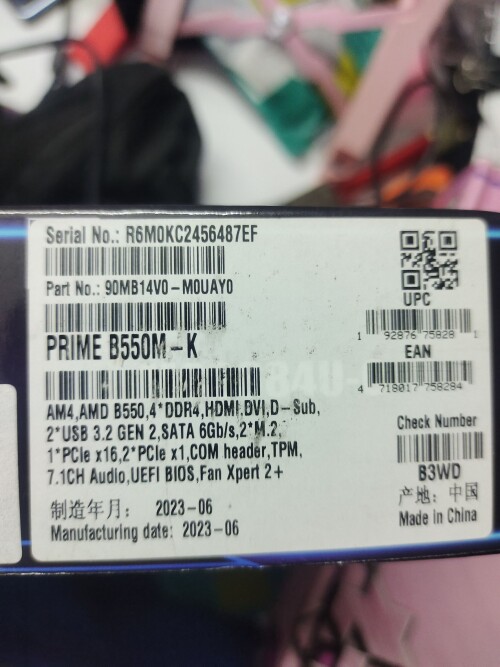 Serial No.: R6M0KC2456487EF
Part No.: 90MB14V0-M0UAY0
UPC
1 92876 75828 1
PRIME B550M-K
EAN
4 718017 758284
AM4,AMD B550,4*DDR4,HDMI,DVI,D-Sub,
2*USB 3.2 GEN 2,SATA 6Gb/s,2*M.2,
1*PCIe x16,2*PCIe x1,COM header,TPM,
7.1CH Audio,UEFI BIOS,Fan Xpert 2+
Check Number
B3WD
制造年月: 2023-06
产地: 中国
Manufacturing date: 2023-06
Made in China